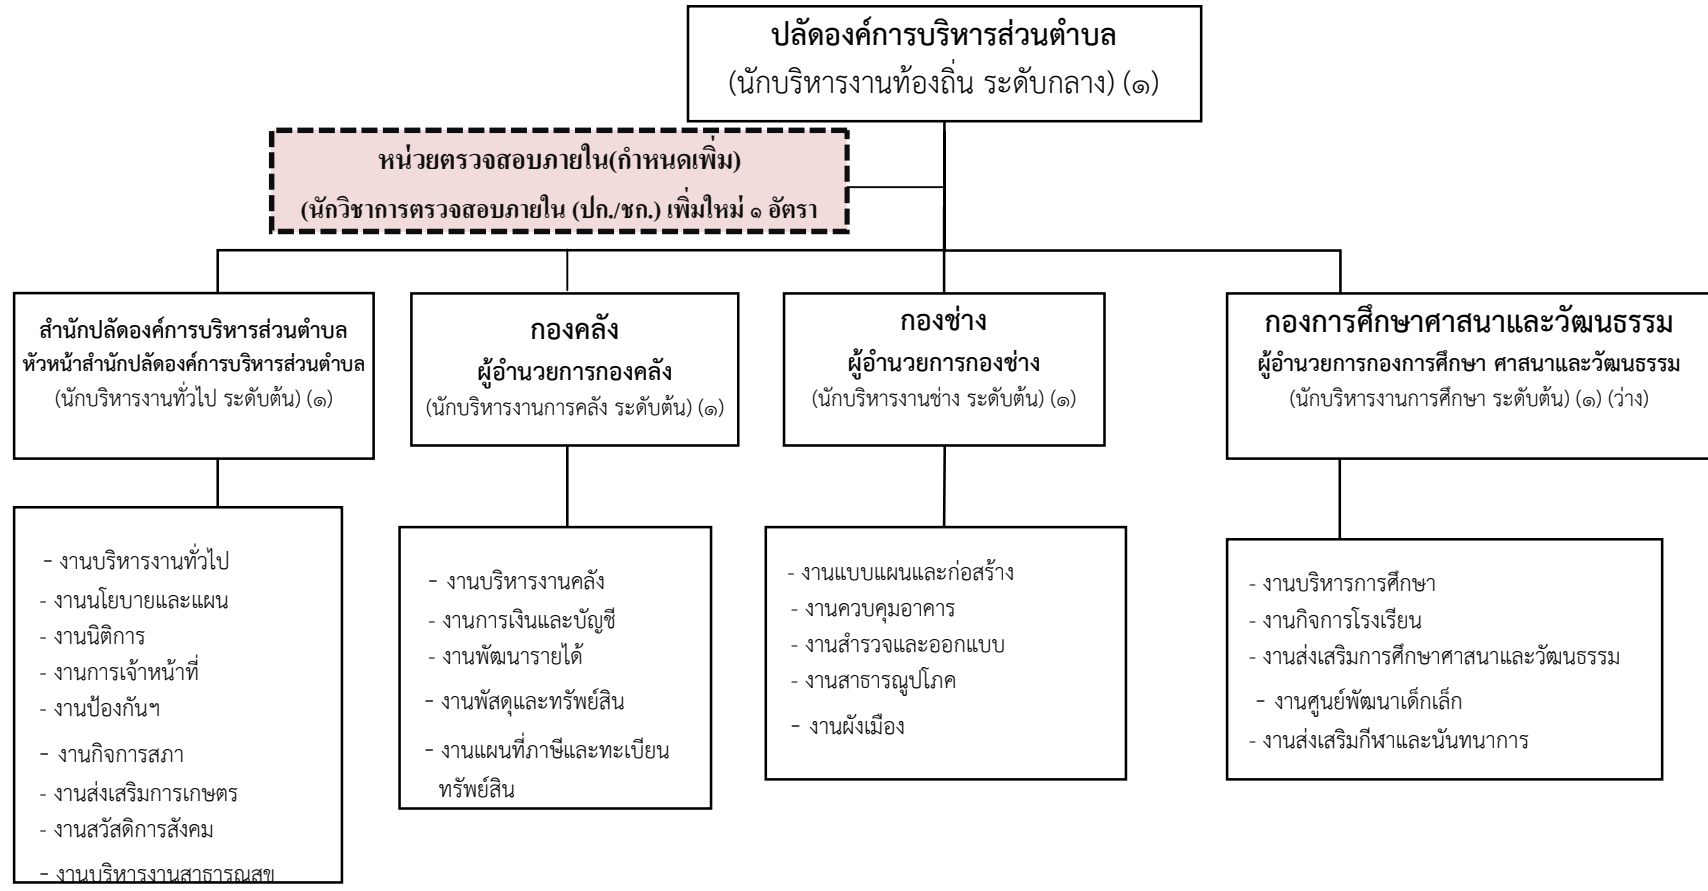 ปลัดองค์การบริหารส่วนตำบล
(นักบริหารงานท้องถิ่น ระดับกลาง) (๑)
หน่วยตรวจสอบภายใน(กำหนดเพิ่ม)
(นักวิชาการตรวจสอบภายใน (ปก./ชก.) เพิ่มใหม่ ๑ อัตรา
สำนักปลัดองค์การบริหารส่วนตำบล
หัวหน้าสำนักปลัดองค์การบริหารส่วนตำบล
(นักบริหารงานทั่วไป ระดับต้น) (๑)
กองคลัง
ผู้อำนวยการกองคลัง
(นักบริหารงานการคลัง ระดับต้น) (๑)
กองช่าง
ผู้อำนวยการกองช่าง
(นักบริหารงานช่าง ระดับต้น) (๑)
กองการศึกษาศาสนาและวัฒนธรรม
ผู้อำนวยการกองการศึกษา ศาสนาและวัฒนธรรม
(นักบริหารงานการศึกษา ระดับต้น) (๑) (ว่าง)
- งานบริหารงานทั่วไป
- งานนโยบายและแผน
- งานนิติการ
- งานการเจ้าหน้าที่
- งานป้องกันฯ
- งานกิจการสภา
- งานส่งเสริมการเกษตร
- งานสวัสดิการสังคม
- งานบริหารงานสาธารณสุข
- งานบริหารงานคลัง
- งานการเงินและบัญชี
- งานพัฒนารายได้
- งานพัสดุและทรัพย์สิน
- งานแผนที่ภาษีและทะเบียน
ทรัพย์สิน
- งานแบบแผนและก่อสร้าง
- งานควบคุมอาคาร
- งานสำรวจและออกแบบ
- งานสาธารณูปโภค
- งานผังเมือง
- งานบริหารการศึกษา
- งานกิจการโรงเรียน
- งานส่งเสริมการศึกษาศาสนาและวัฒนธรรม
- งานศูนย์พัฒนาเด็กเล็ก
- งานส่งเสริมกีฬาและนันทนาการ